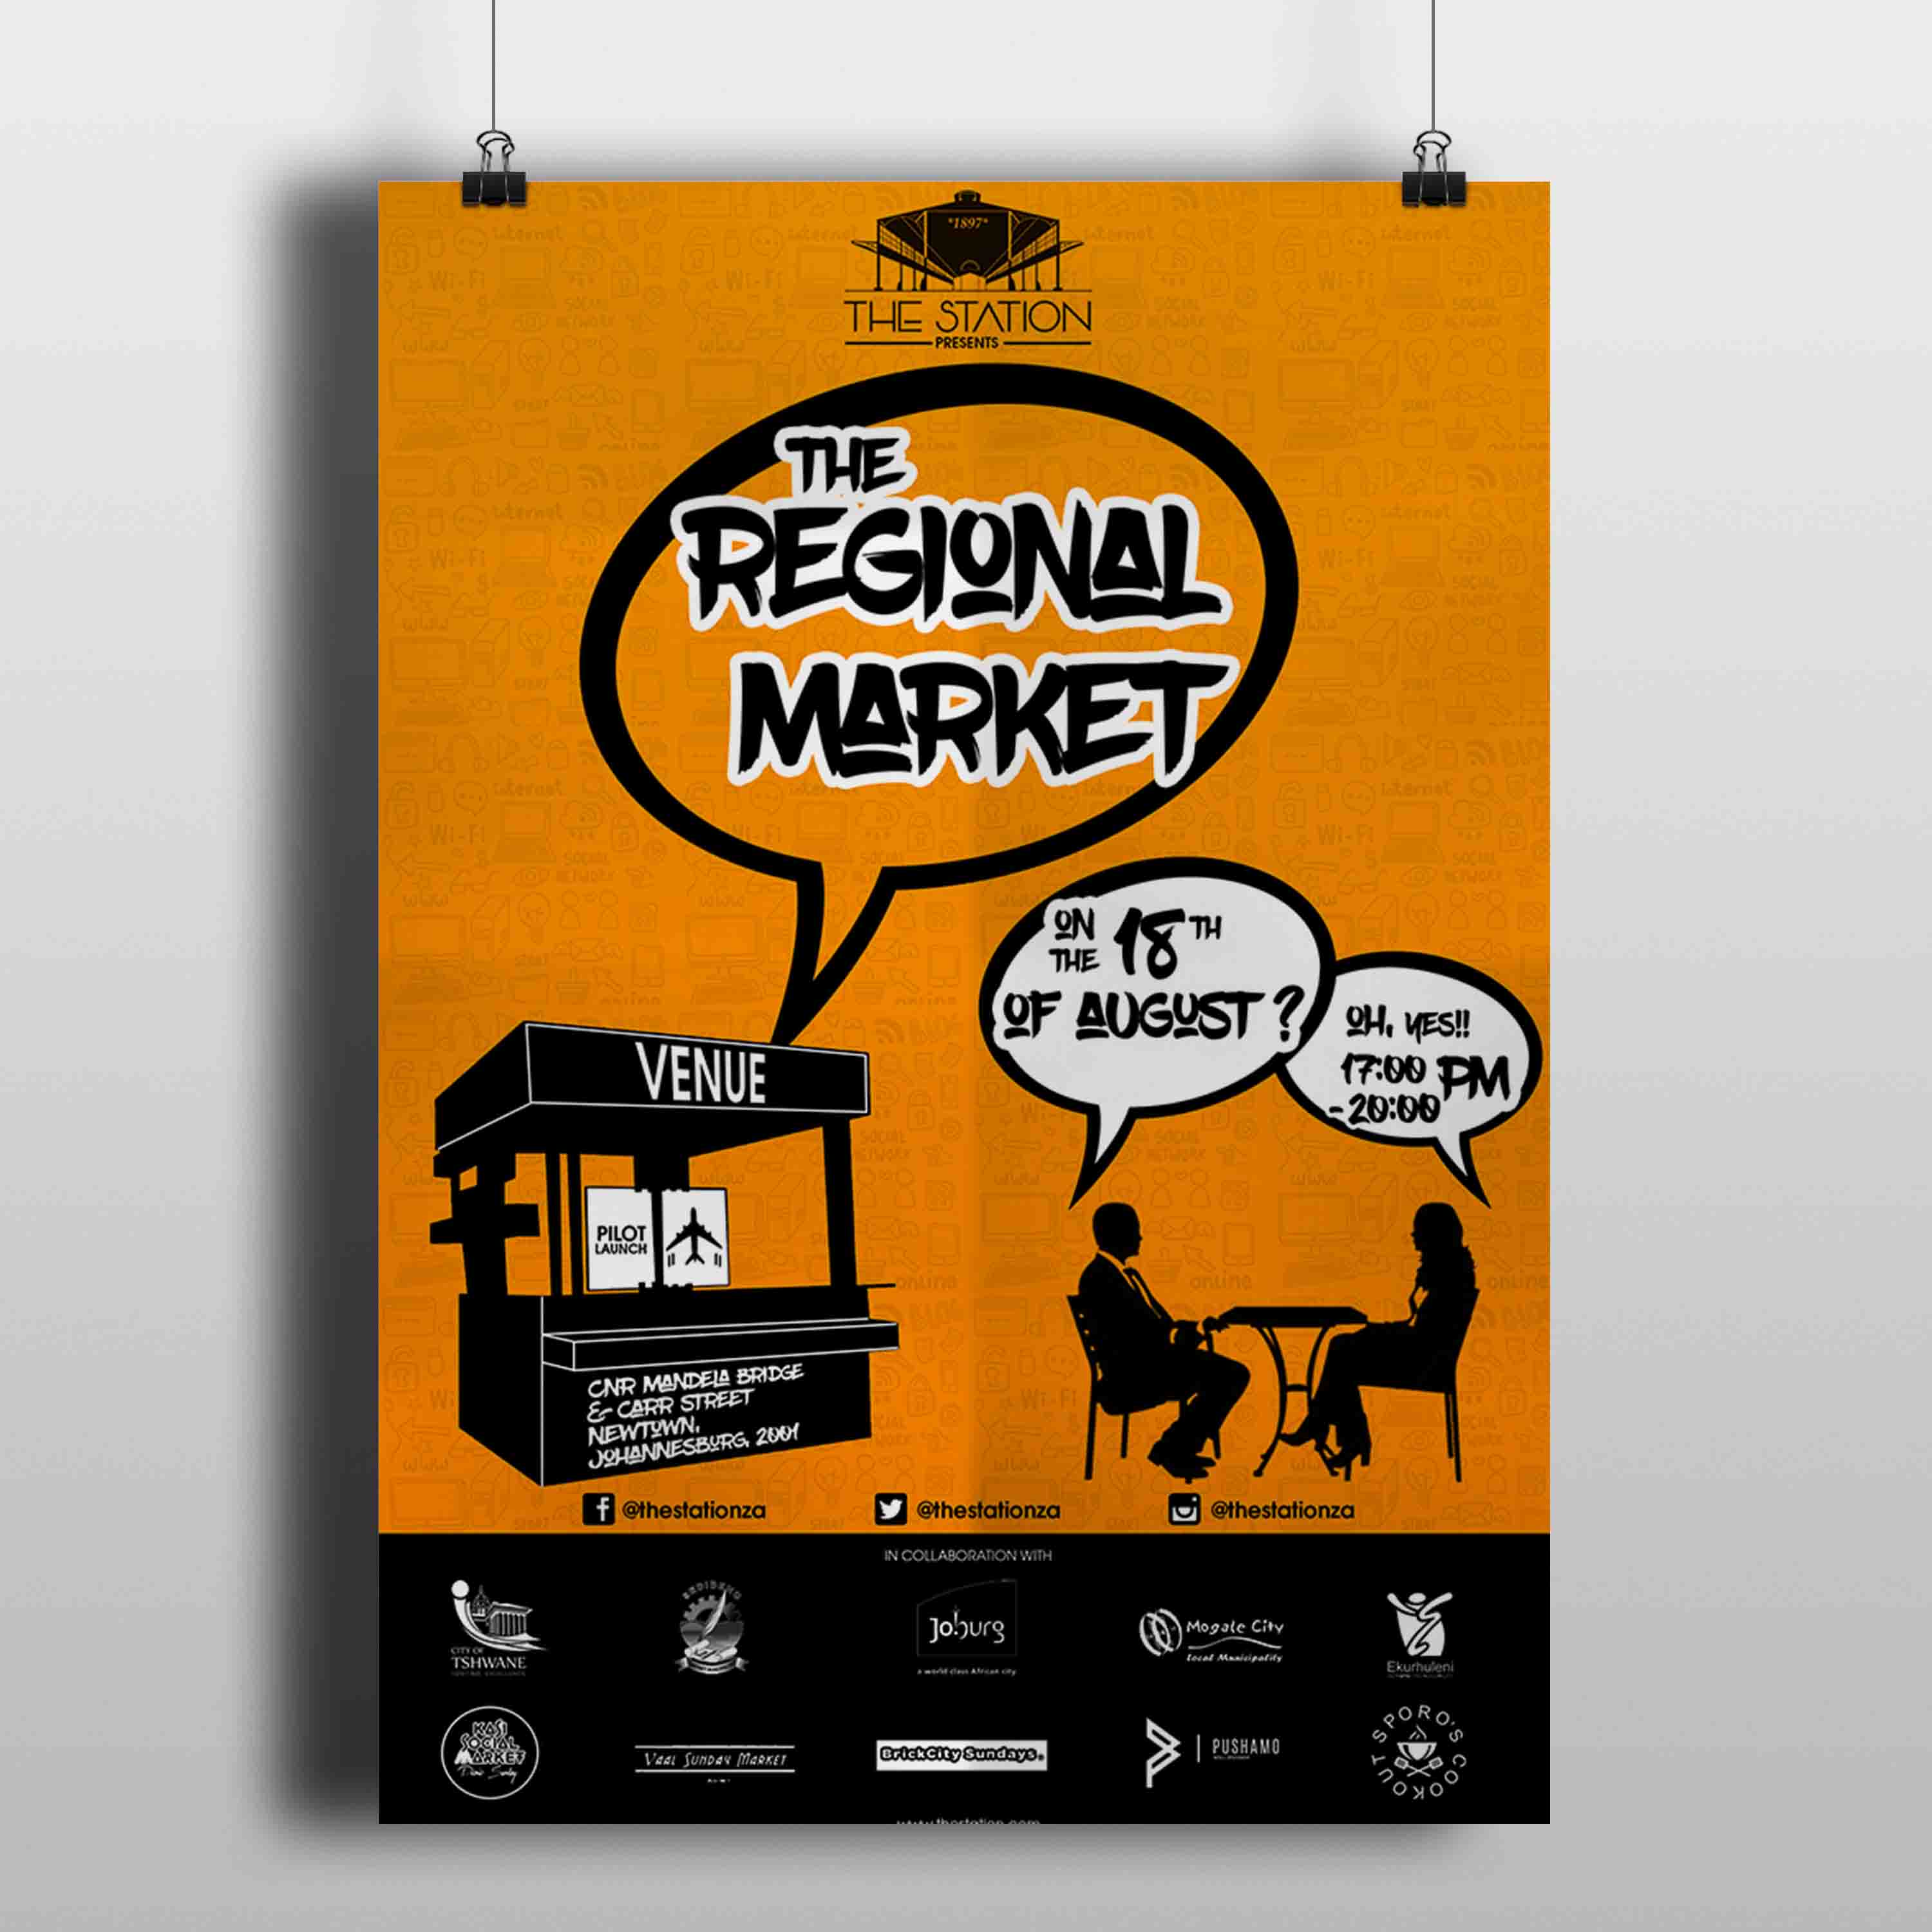 *1897*
THE STATION
PRESENTS
THE
REGIONAL
MARKET
ON
THE 18TH
OF AUGUST ?
OH, YES!!
17:00 PM
-20:00
VENUE
PILOT
LAUNCH
CNR MANDELA BRIDGE
& CARR STREET
NEWTOWN,
JOHANNESBURG, 2001
@thestationza
@thestationza
@thestationza
IN COLLABORATION WITH
CITY OF
TSHWANE
SEDIBENG
Joburg
a world class African city
Mogale City
Local Municipality
Ekurhuleni
KASI
SOCIAL
MARKET
VAAL SUNDAY MARKET
BrickCity Sundays
PUSHAMO
SPORO'S COOKOUT